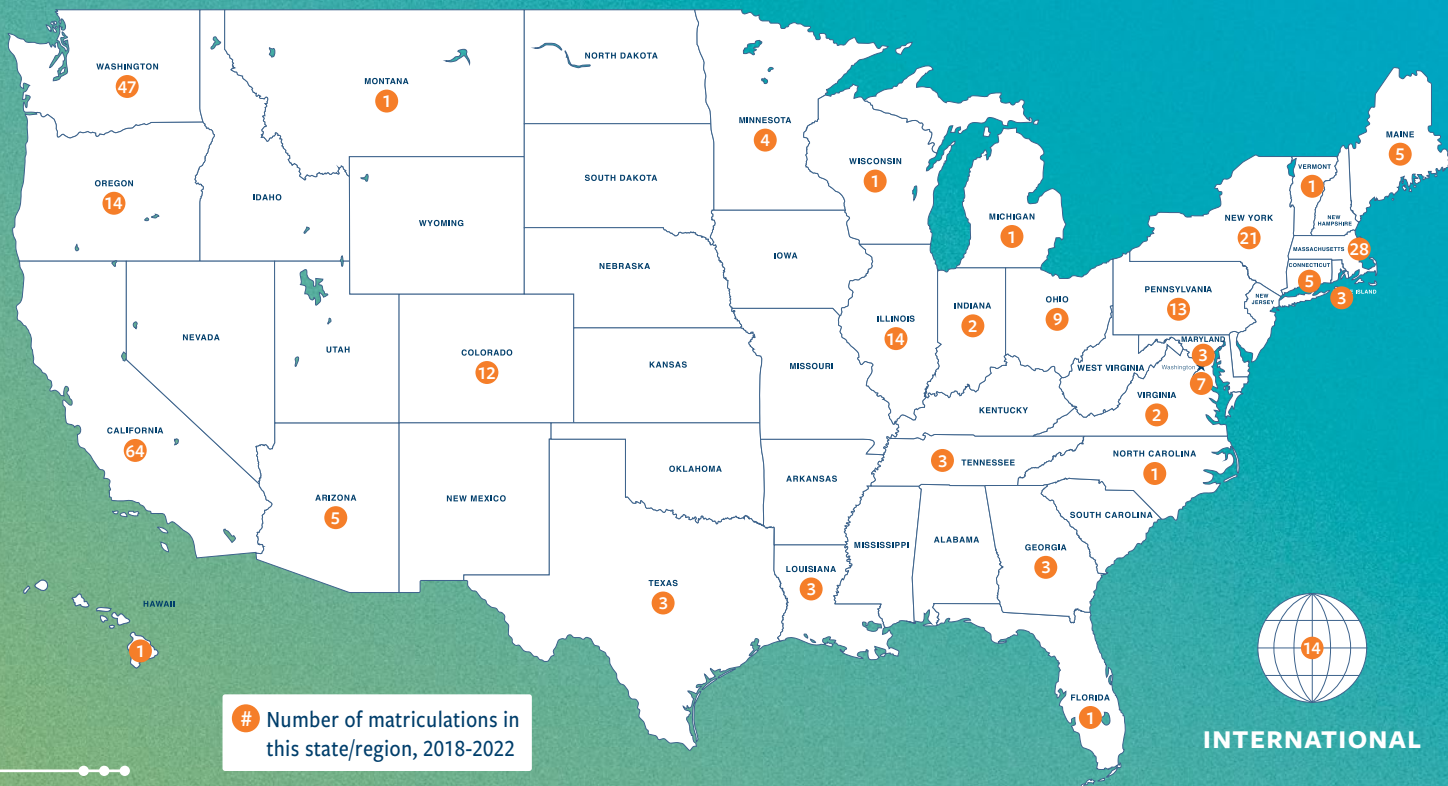 WASHINGTON
47
MONTANA
1
NORTH DAKOTA
MINNESOTA
4
WISCONSIN
1
MICHIGAN
1
VERMONT
1
MAINE
5
OREGON
14
IDAHO
WYOMING
SOUTH DAKOTA
NEW YORK
21
NEW
HAMPSHIRE
MASSACHUSETTS
28
CONNECTICUT
5
ISLAND
3
NEBRASKA
IOWA
ILLINOIS
14
INDIANA
2
OHIO
9
PENNSYLVANIA
13
NEW
JERSEY
NEVADA
UTAH
COLORADO
12
KANSAS
MISSOURI
WEST VIRGINIA
MARYLAND
3
Washington
7
VIRGINIA
2
KENTUCKY
CALIFORNIA
64
ARIZONA
5
NEW MEXICO
OKLAHOMA
ARKANSAS
3
TENNESSEE
NORTH CAROLINA
1
SOUTH CAROLINA
MISSISSIPPI
ALABAMA
GEORGIA
3
TEXAS
3
LOUISIANA
3
HAWAII
1
FLORIDA
1
14
INTERNATIONAL
# Number of matriculations in
this state/region, 2018-2022